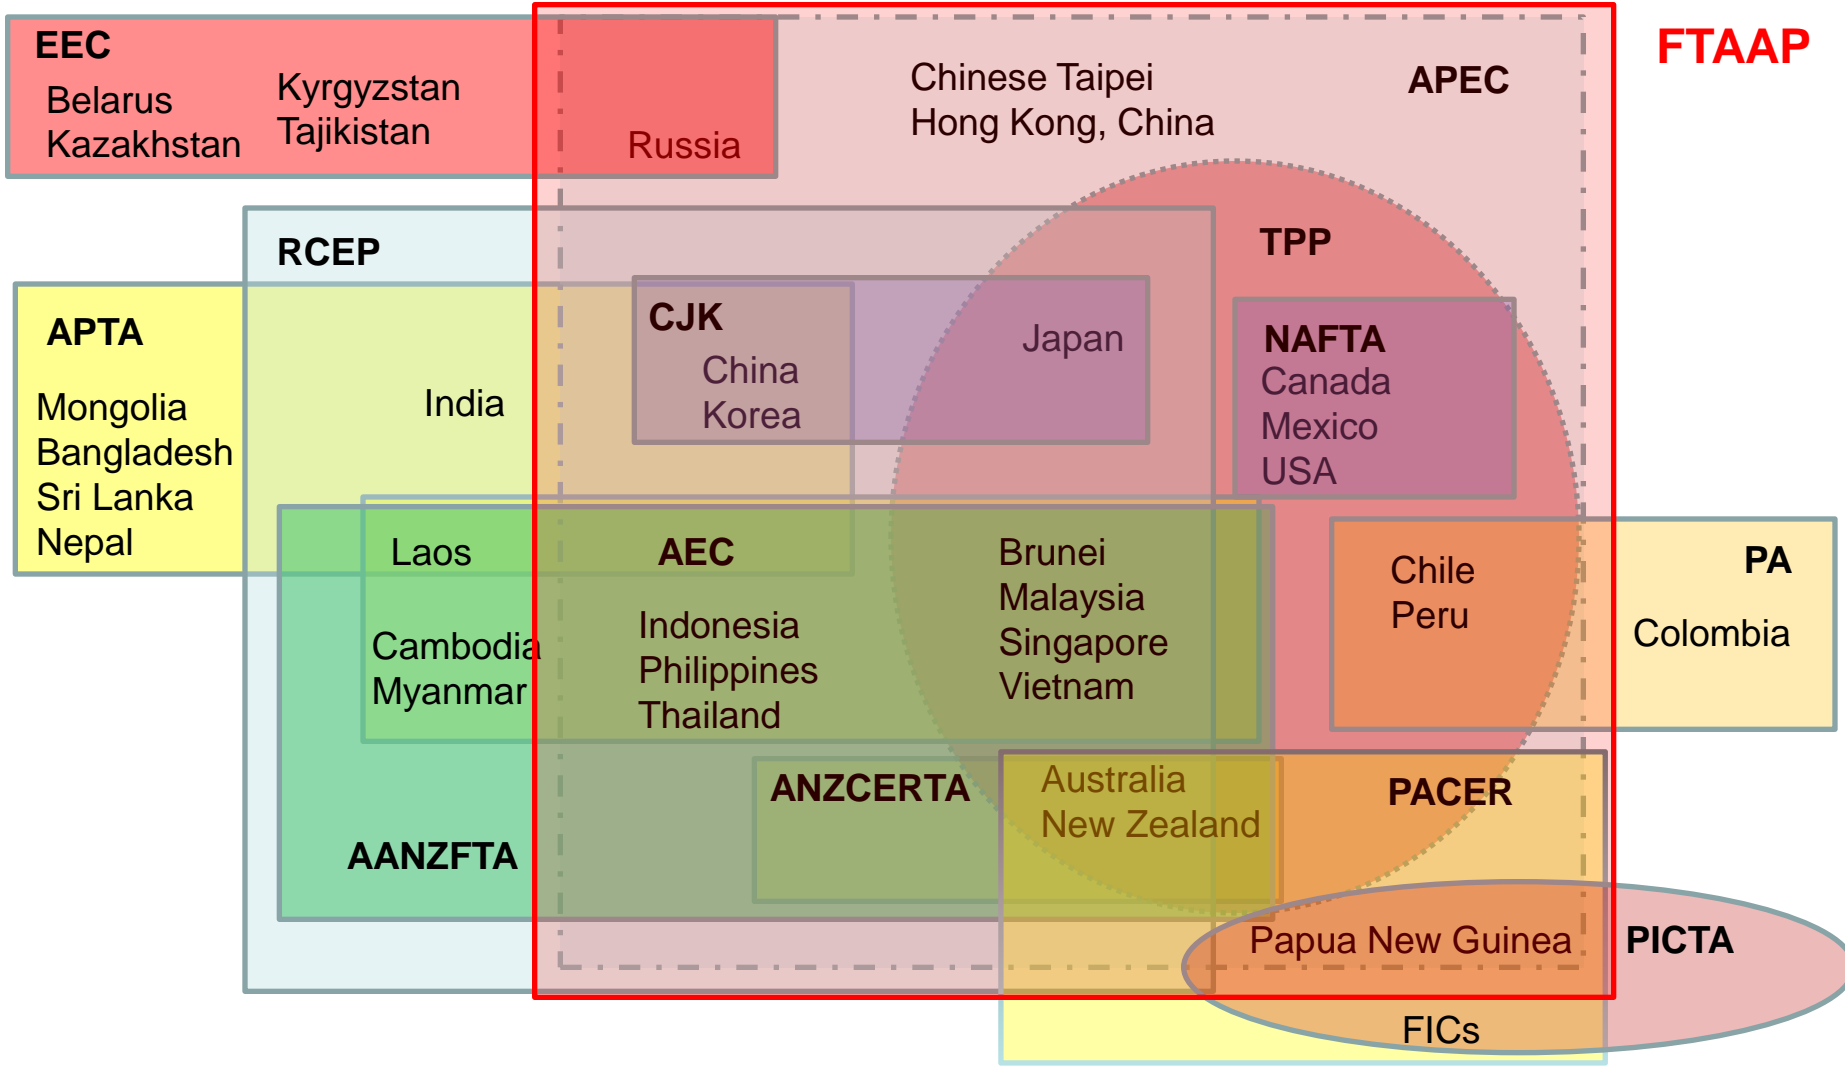 FTAAP
EEC
Belarus
Kazakhstan
Kyrgyzstan
Tajikistan
Russia
Chinese Taipei
Hong Kong, China
APEC
RCEP
TPP
APTA
Mongolia
Bangladesh
Sri Lanka
Nepal
India
CJK
China
Korea
Japan
NAFTA
Canada
Mexico
USA
Laos
Cambodia
Myanmar
AEC
Indonesia
Philippines
Thailand
Brunei
Malaysia
Singapore
Vietnam
Chile
Peru
PA
Colombia
AANZFTA
ANZCERTA
Australia
New Zealand
PACER
Papua New Guinea
PICTA
FICs